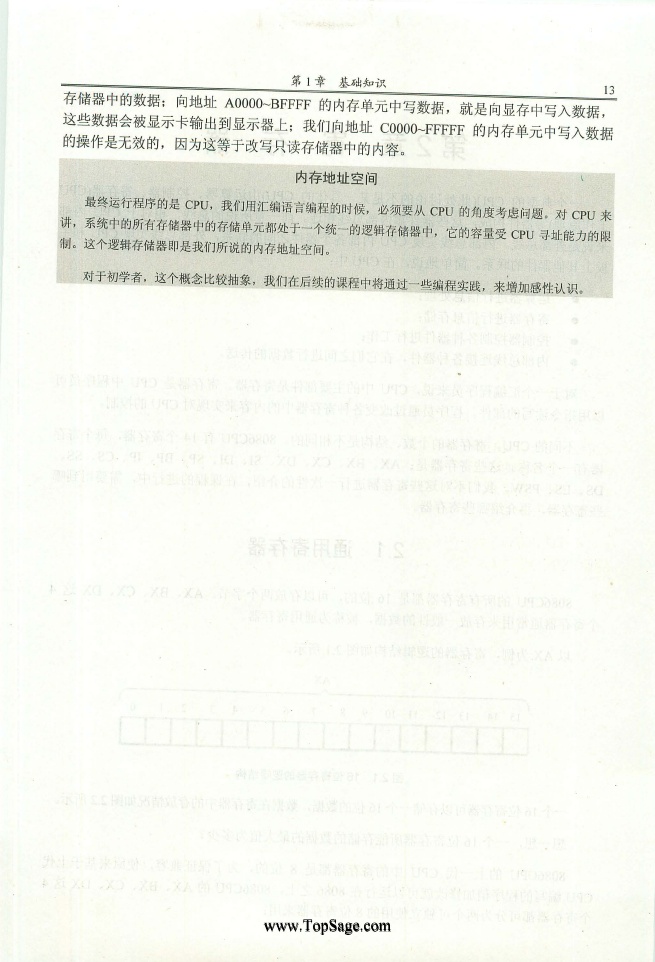 第 1 章 基础知识
13
存储器中的数据；向地址 A0000~BFFFF 的内存单元中写数据，就是向显存中写入数据，
这些数据会被显示卡输出到显示器上；我们向地址 C0000~FFFFF 的内存单元中写入数据
的操作是无效的，因为这等于改写只读存储器中的内容。
内存地址空间
最终运行程序的是 CPU，我们用汇编语言编程的时候，必须要从 CPU 的角度考虑问题。对 CPU 来
讲，系统中的所有存储器中的存储单元都处于一个统一的逻辑存储器中，它的容量受 CPU 寻址能力的限
制。这个逻辑存储器即是我们所说的内存地址空间。
对于初学者，这个概念比较抽象，我们在后续的课程中将通过一些编程实践，来增加感性认识。
www.TopSage.com